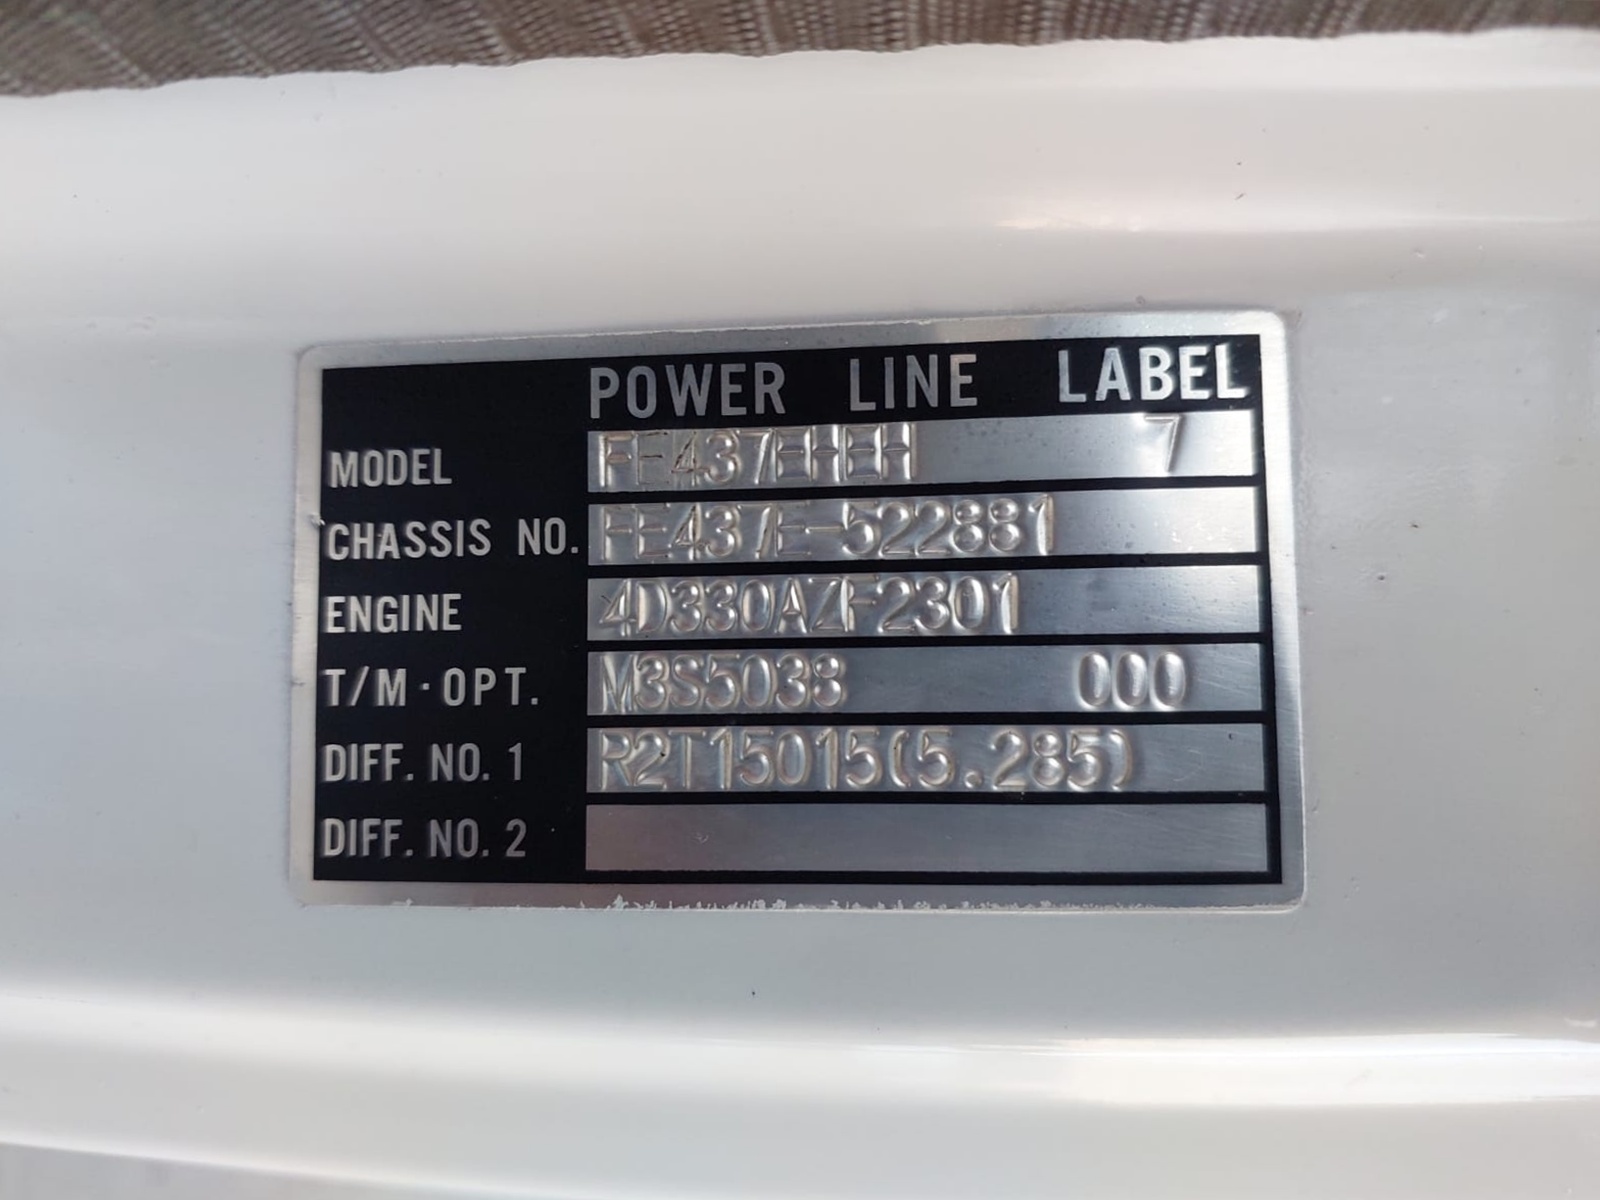 POWER LINE LABEL
MODEL FE437EHEH 7
CHASSIS NO. FE437E-522881
ENGINE 4D330AZF2301
T/M·OPT. M3S5038 000
DIFF. NO. 1 R2T15015(5.285)
DIFF. NO. 2